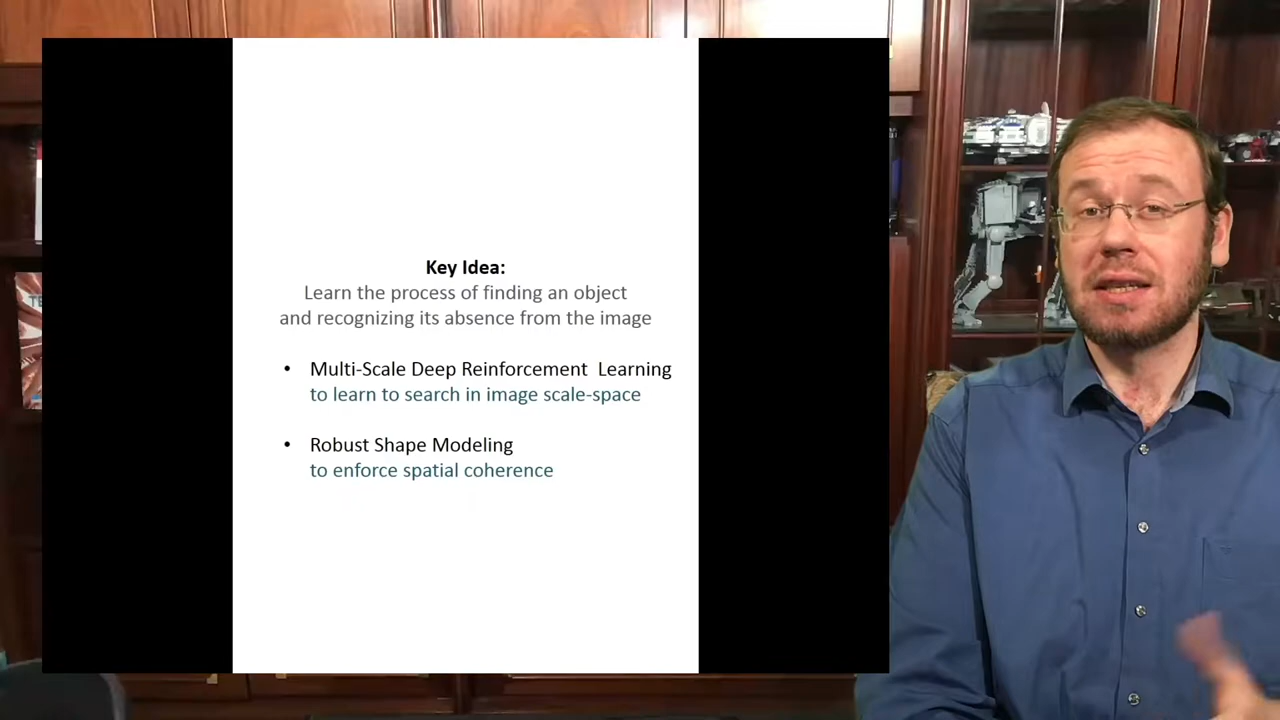 Key Idea:
Learn the process of finding an object
and recognizing its absence from the image
• Multi-Scale Deep Reinforcement Learning
to learn to search in image scale-space
• Robust Shape Modeling
to enforce spatial coherence